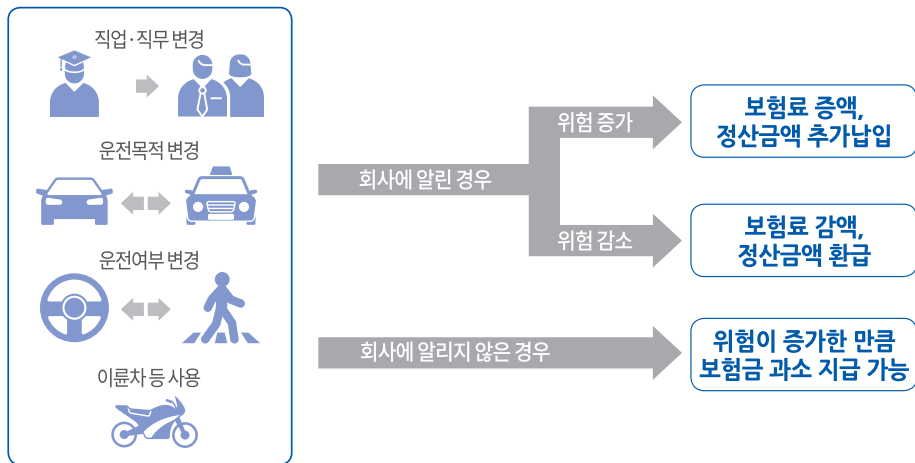 직업·직무 변경
운전목적 변경
운전여부 변경
이륜차 등 사용
회사에 알린 경우
위험 증가
보험료 증액,
정산금액 추가납입
위험 감소
보험료 감액,
정산금액 환급
회사에 알리지 않은 경우
위험이 증가한 만큼
보험금 과소 지급 가능